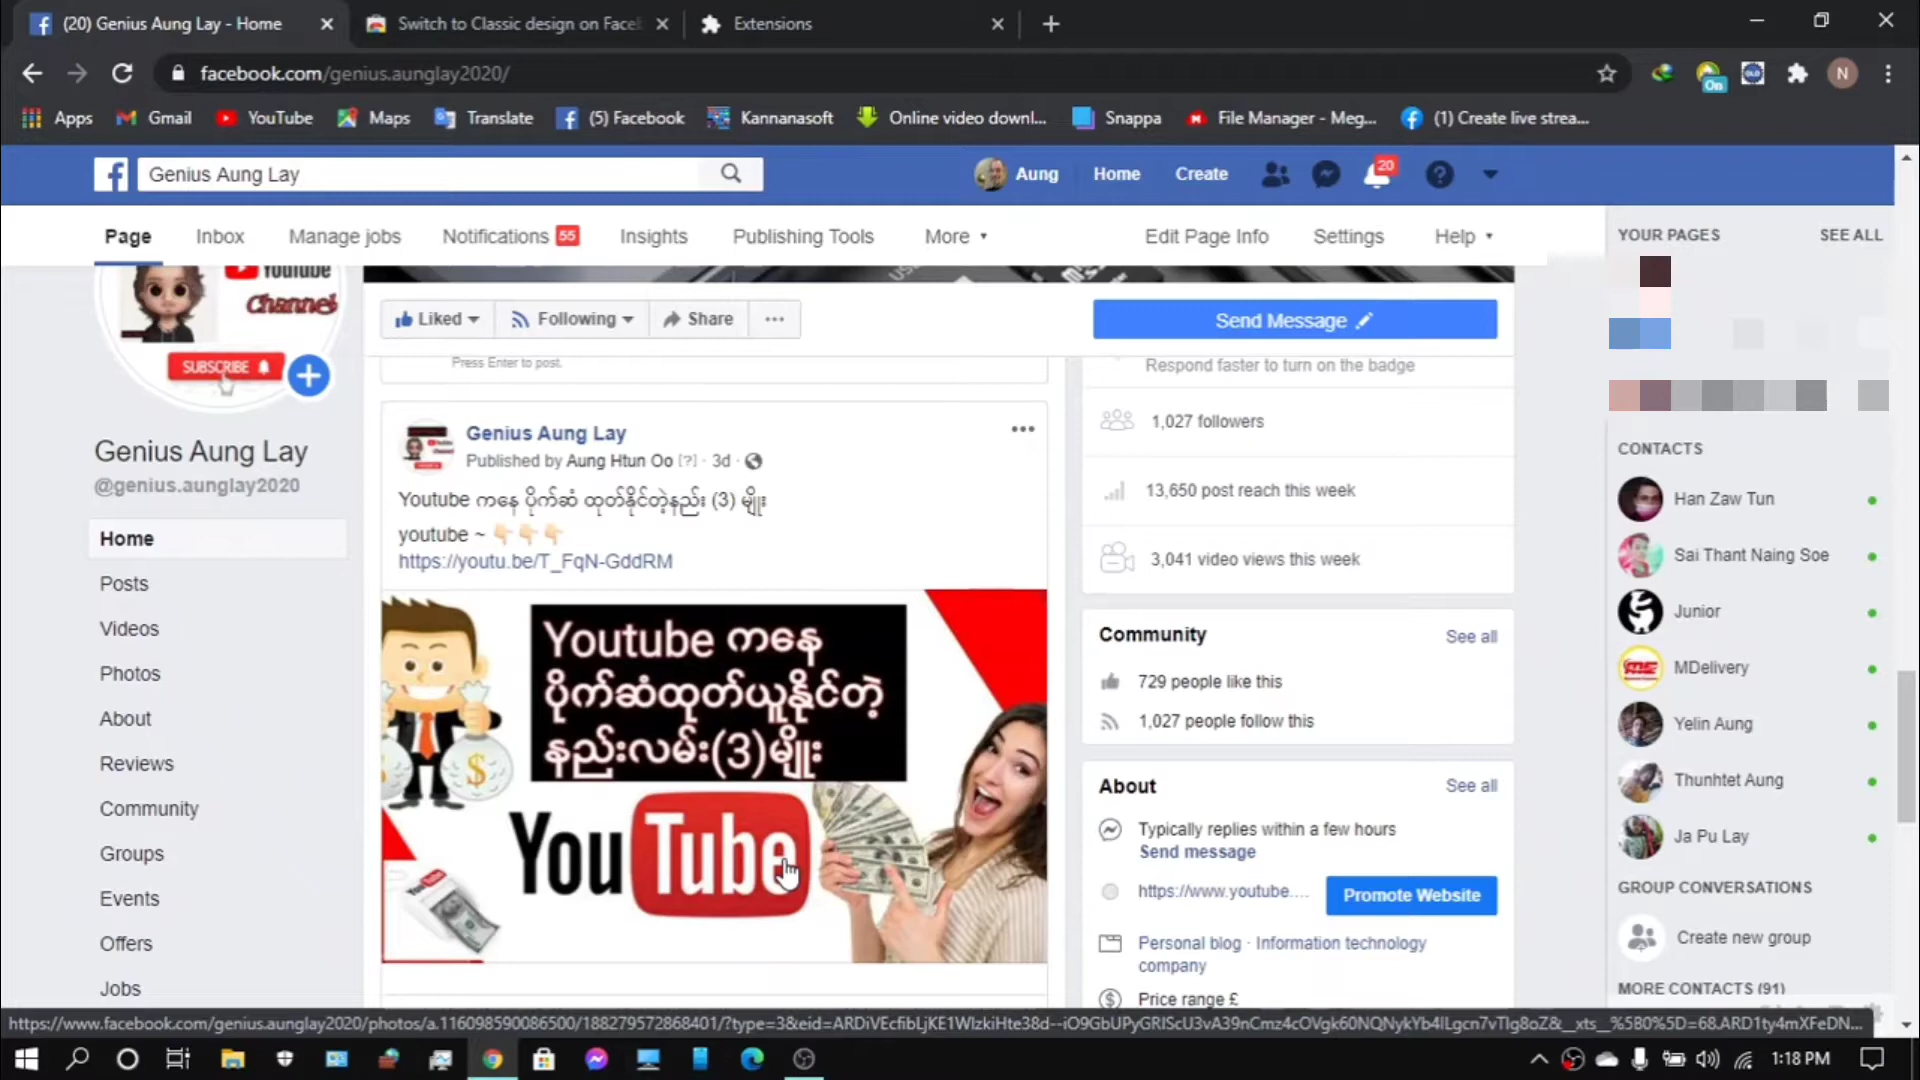 (20) Genius Aung Lay - Home
Switch to Classic design on Face
Extensions
facebook.com/genius.aunglay2020/
On
OLD
N
Apps
Gmail
YouTube
Maps
Translate
(5) Facebook
Kannanasoft
Online video downl...
Snappa
File Manager - Meg...
(1) Create live strea...
Genius Aung Lay
Aung
Home
Create
20
Page
Inbox
Manage jobs
Notifications 55
Insights
Publishing Tools
More
Edit Page Info
Settings
Help
YOUR PAGES
SEE ALL
YouTube
Channel
SUBSCRIBE
Liked
Following
Share
Send Message
Press Enter to post.
Respond faster to turn on the badge
Genius Aung Lay
@genius.aunglay2020
Home
Posts
Videos
Photos
About
Reviews
Community
Groups
Events
Offers
Jobs
Genius Aung Lay
Published by Aung Htun Oo [?] · 3d ·
Youtube ကနေ ပိုက်ဆံ ထုတ်နိုင်တဲ့နည်း (3) မျိုး
youtube ~ 👇🏻👇🏻👇🏻
https://youtu.be/T_FqN-GddRM
Youtube ကနေ
ပိုက်ဆံထုတ်ယူနိုင်တဲ့
နည်းလမ်း(3)မျိုး
YouTube
1,027 followers
13,650 post reach this week
3,041 video views this week
Community
See all
729 people like this
1,027 people follow this
About
See all
Typically replies within a few hours
Send message
https://www.youtube....
Promote Website
Personal blog · Information technology
company
Price range £
CONTACTS
Han Zaw Tun
Sai Thant Naing Soe
Junior
MDelivery
Yelin Aung
Thunhtet Aung
Ja Pu Lay
GROUP CONVERSATIONS
Create new group
MORE CONTACTS (91)
1:18 PM